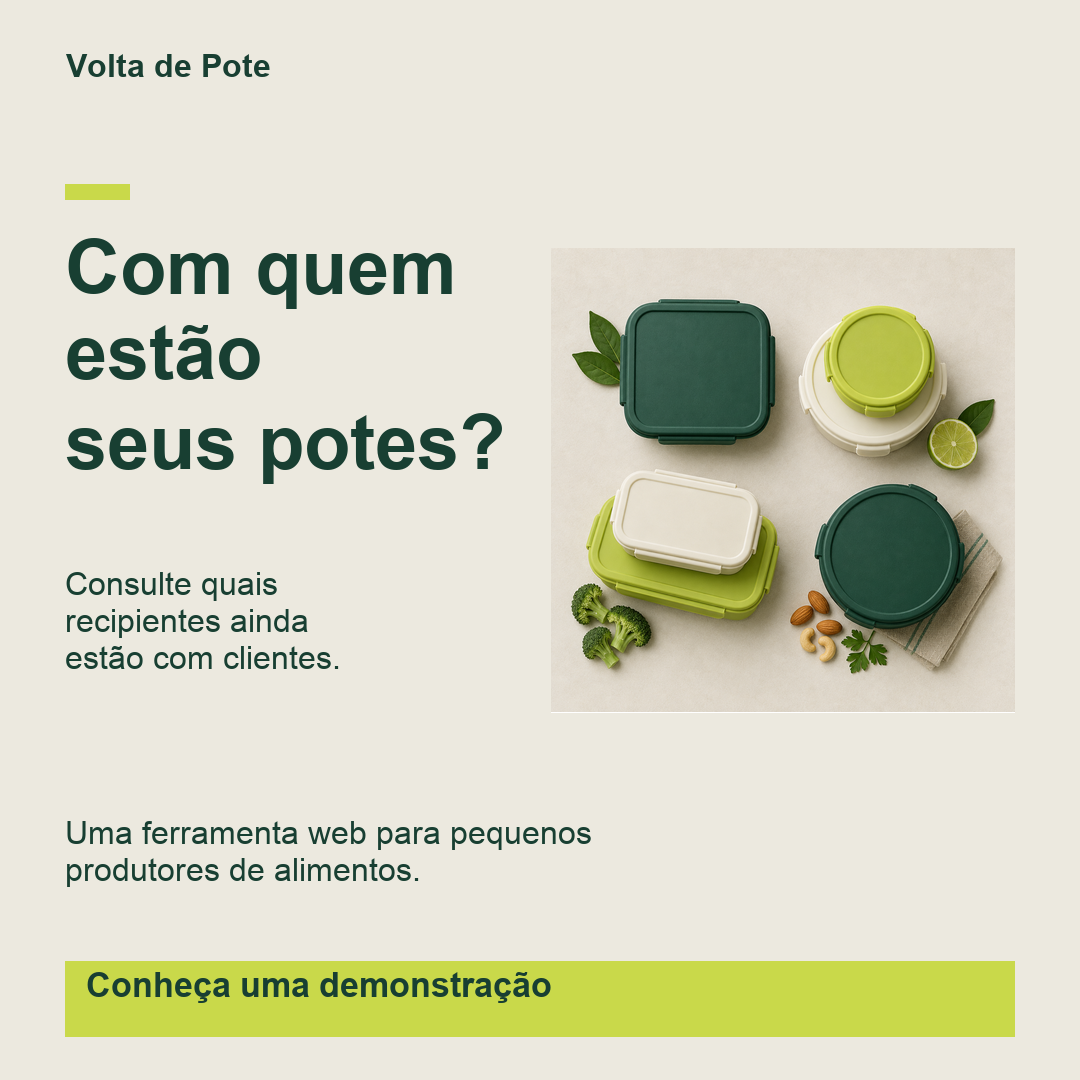 Volta de Pote
Com quem
estão
seus potes?
Consulte quais
recipientes ainda
estão com clientes.
Uma ferramenta web para pequenos
produtores de alimentos.
Conheça uma demonstração